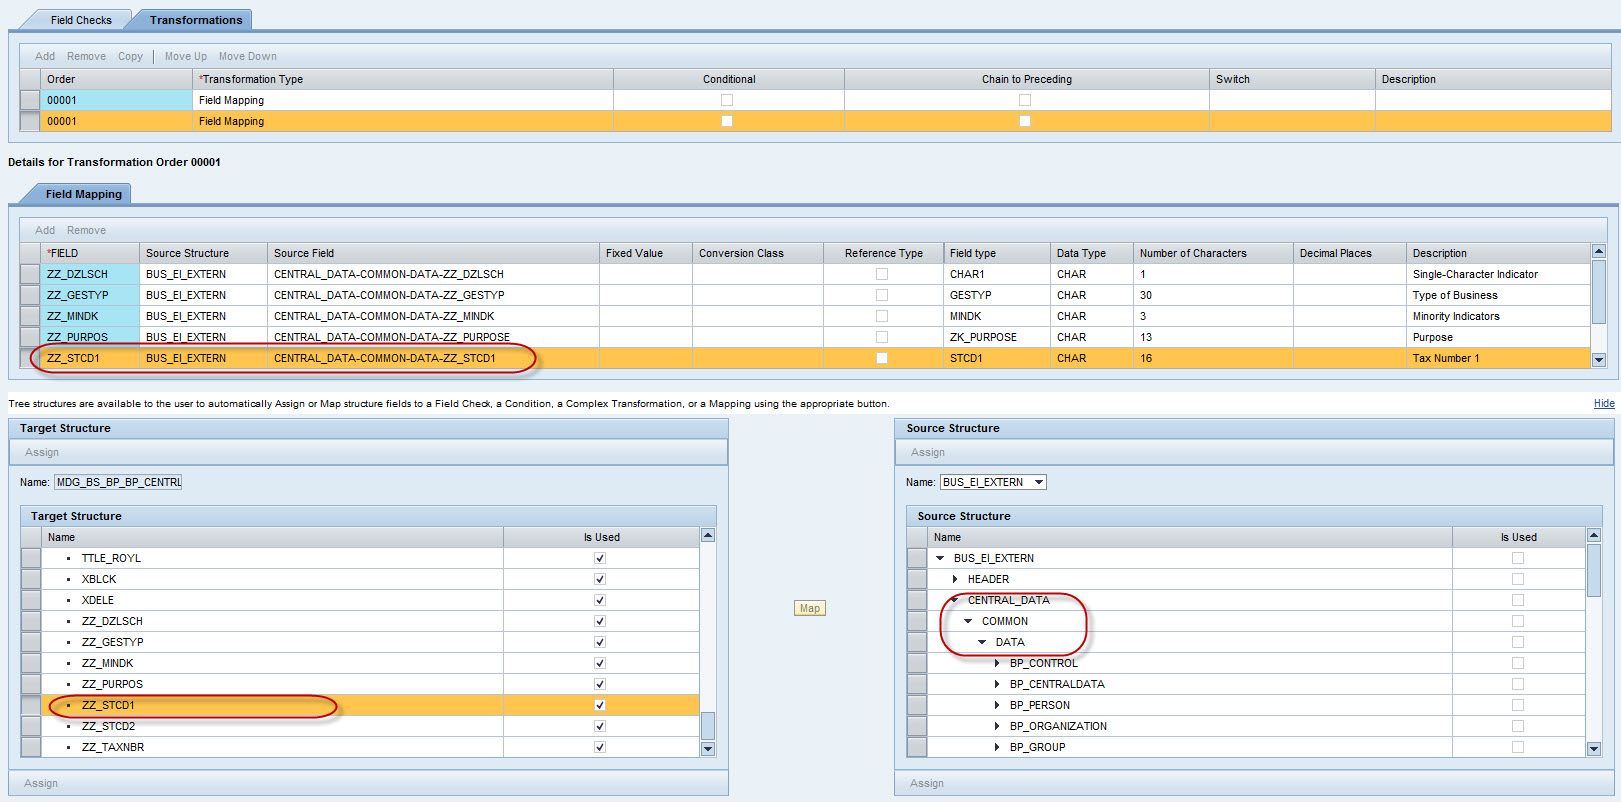 Field Checks Transformations
Add Remove Copy Move Up Move Down
Order *Transformation Type Conditional Chain to Preceding Switch Description
00001 Field Mapping
00001 Field Mapping
Details for Transformation Order 00001
Field Mapping
Add Remove
*FIELD Source Structure Source Field Fixed Value Conversion Class Reference Type Field type Data Type Number of Characters Decimal Places Description
ZZ_DZLSCH BUS_EI_EXTERN CENTRAL_DATA-COMMON-DATA-ZZ_DZLSCH CHAR1 CHAR 1 Single-Character Indicator
ZZ_GESTYP BUS_EI_EXTERN CENTRAL_DATA-COMMON-DATA-ZZ_GESTYP GESTYP CHAR 30 Type of Business
ZZ_MINDK BUS_EI_EXTERN CENTRAL_DATA-COMMON-DATA-ZZ_MINDK MINDK CHAR 3 Minority Indicators
ZZ_PURPOS BUS_EI_EXTERN CENTRAL_DATA-COMMON-DATA-ZZ_PURPOSE ZK_PURPOSE CHAR 13 Purpose
ZZ_STCD1 BUS_EI_EXTERN CENTRAL_DATA-COMMON-DATA-ZZ_STCD1 STCD1 CHAR 16 Tax Number 1
Tree structures are available to the user to automatically Assign or Map structure fields to a Field Check, a Condition, a Complex Transformation, or a Mapping using the appropriate button. Hide
Target Structure
Assign
Name: MDG_BS_BP_BP_CENTRL
Target Structure
Name Is Used
TTLE_ROYL
XBLCK
XDELE
ZZ_DZLSCH
ZZ_GESTYP
ZZ_MINDK
ZZ_PURPOS
ZZ_STCD1
ZZ_STCD2
ZZ_TAXNBR
Assign
Map
Source Structure
Assign
Name: BUS_EI_EXTERN
Source Structure
Name Is Used
BUS_EI_EXTERN
HEADER
CENTRAL_DATA
COMMON
DATA
BP_CONTROL
BP_CENTRALDATA
BP_PERSON
BP_ORGANIZATION
BP_GROUP
Assign